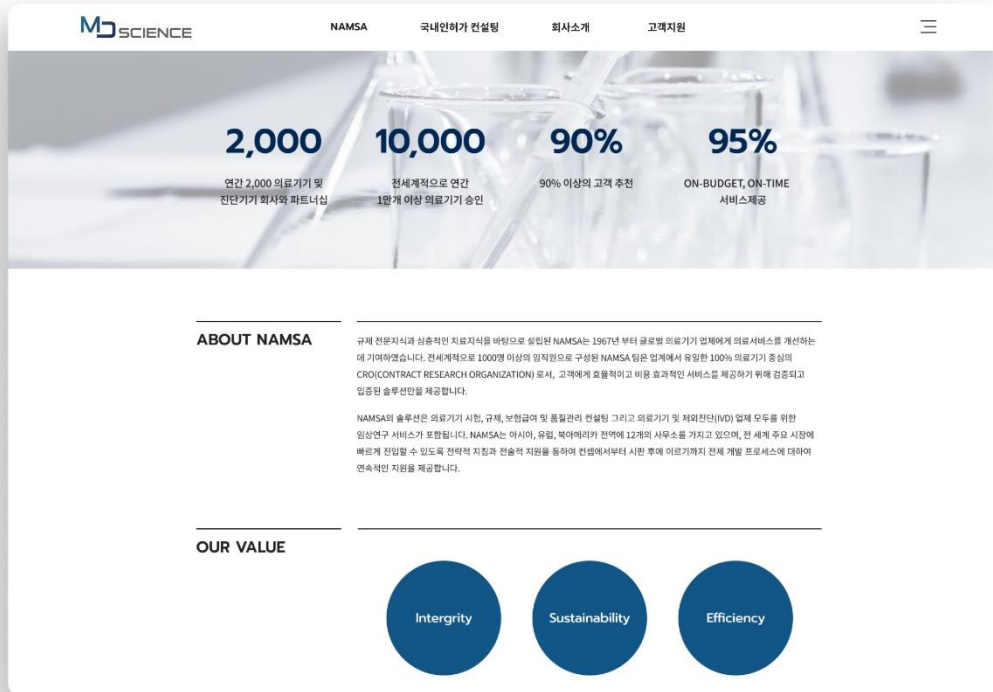 MD SCIENCE
NAMSA
국내인허가 컨설팅
회사소개
고객지원
2,000
10,000
90%
95%
연간 2,000 의료기기 및
진단기기 회사와 파트너십
전세계적으로 연간
1만개 이상 의료기기 승인
90% 이상의 고객 추천
ON-BUDGET, ON-TIME
서비스제공
ABOUT NAMSA
규제 전문지식과 심층적인 치료지식을 바탕으로 설립된 NAMSA는 1967년 부터 글로벌 의료기기 업체에게 의료서비스를 개선하는
데 기여하였습니다. 전세계적으로 1000명 이상의 임직원으로 구성된 NAMSA 팀은 업계에서 유일한 100% 의료기기 중심의
CRO(CONTRACT RESEARCH ORGANIZATION) 로서, 고객에게 효율적이고 비용 효과적인 서비스를 제공하기 위해 검증되고
입증된 솔루션만을 제공합니다.
NAMSA의 솔루션은 의료기기 시험, 규제, 보험급여 및 품질관리 컨설팅 그리고 의료기기 및 체외진단(IVD) 업체 모두를 위한
임상연구 서비스가 포함됩니다. NAMSA는 아시아, 유럽, 북아메리카 전역에 12개의 사무소를 가지고 있으며, 전 세계 주요 시장에
빠르게 진입할 수 있도록 전략적 지침과 전술적 지원을 통하여 컨셉에서부터 시판 후에 이르기까지 전체 개발 프로세스에 대하여
연속적인 지원을 제공합니다.
OUR VALUE
Intergrity
Sustainability
Efficiency